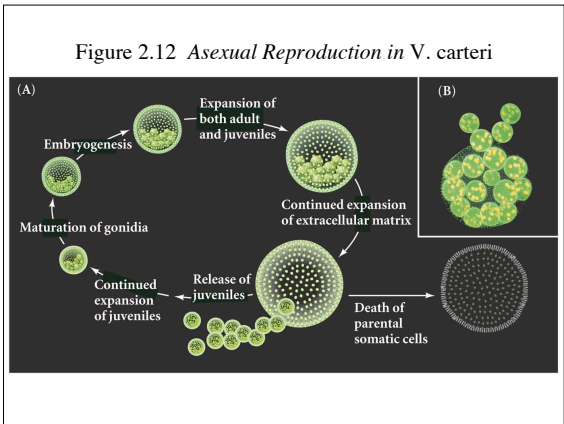 Figure 2.12 Asexual Reproduction in V. carteri
(A)
Expansion of
both adult
and juveniles
Embryogenesis
Continued expansion
of extracellular matrix
Maturation of gonidia
Release of
juveniles
Continued
expansion
of juveniles
Death of
parental
somatic cells
(B)